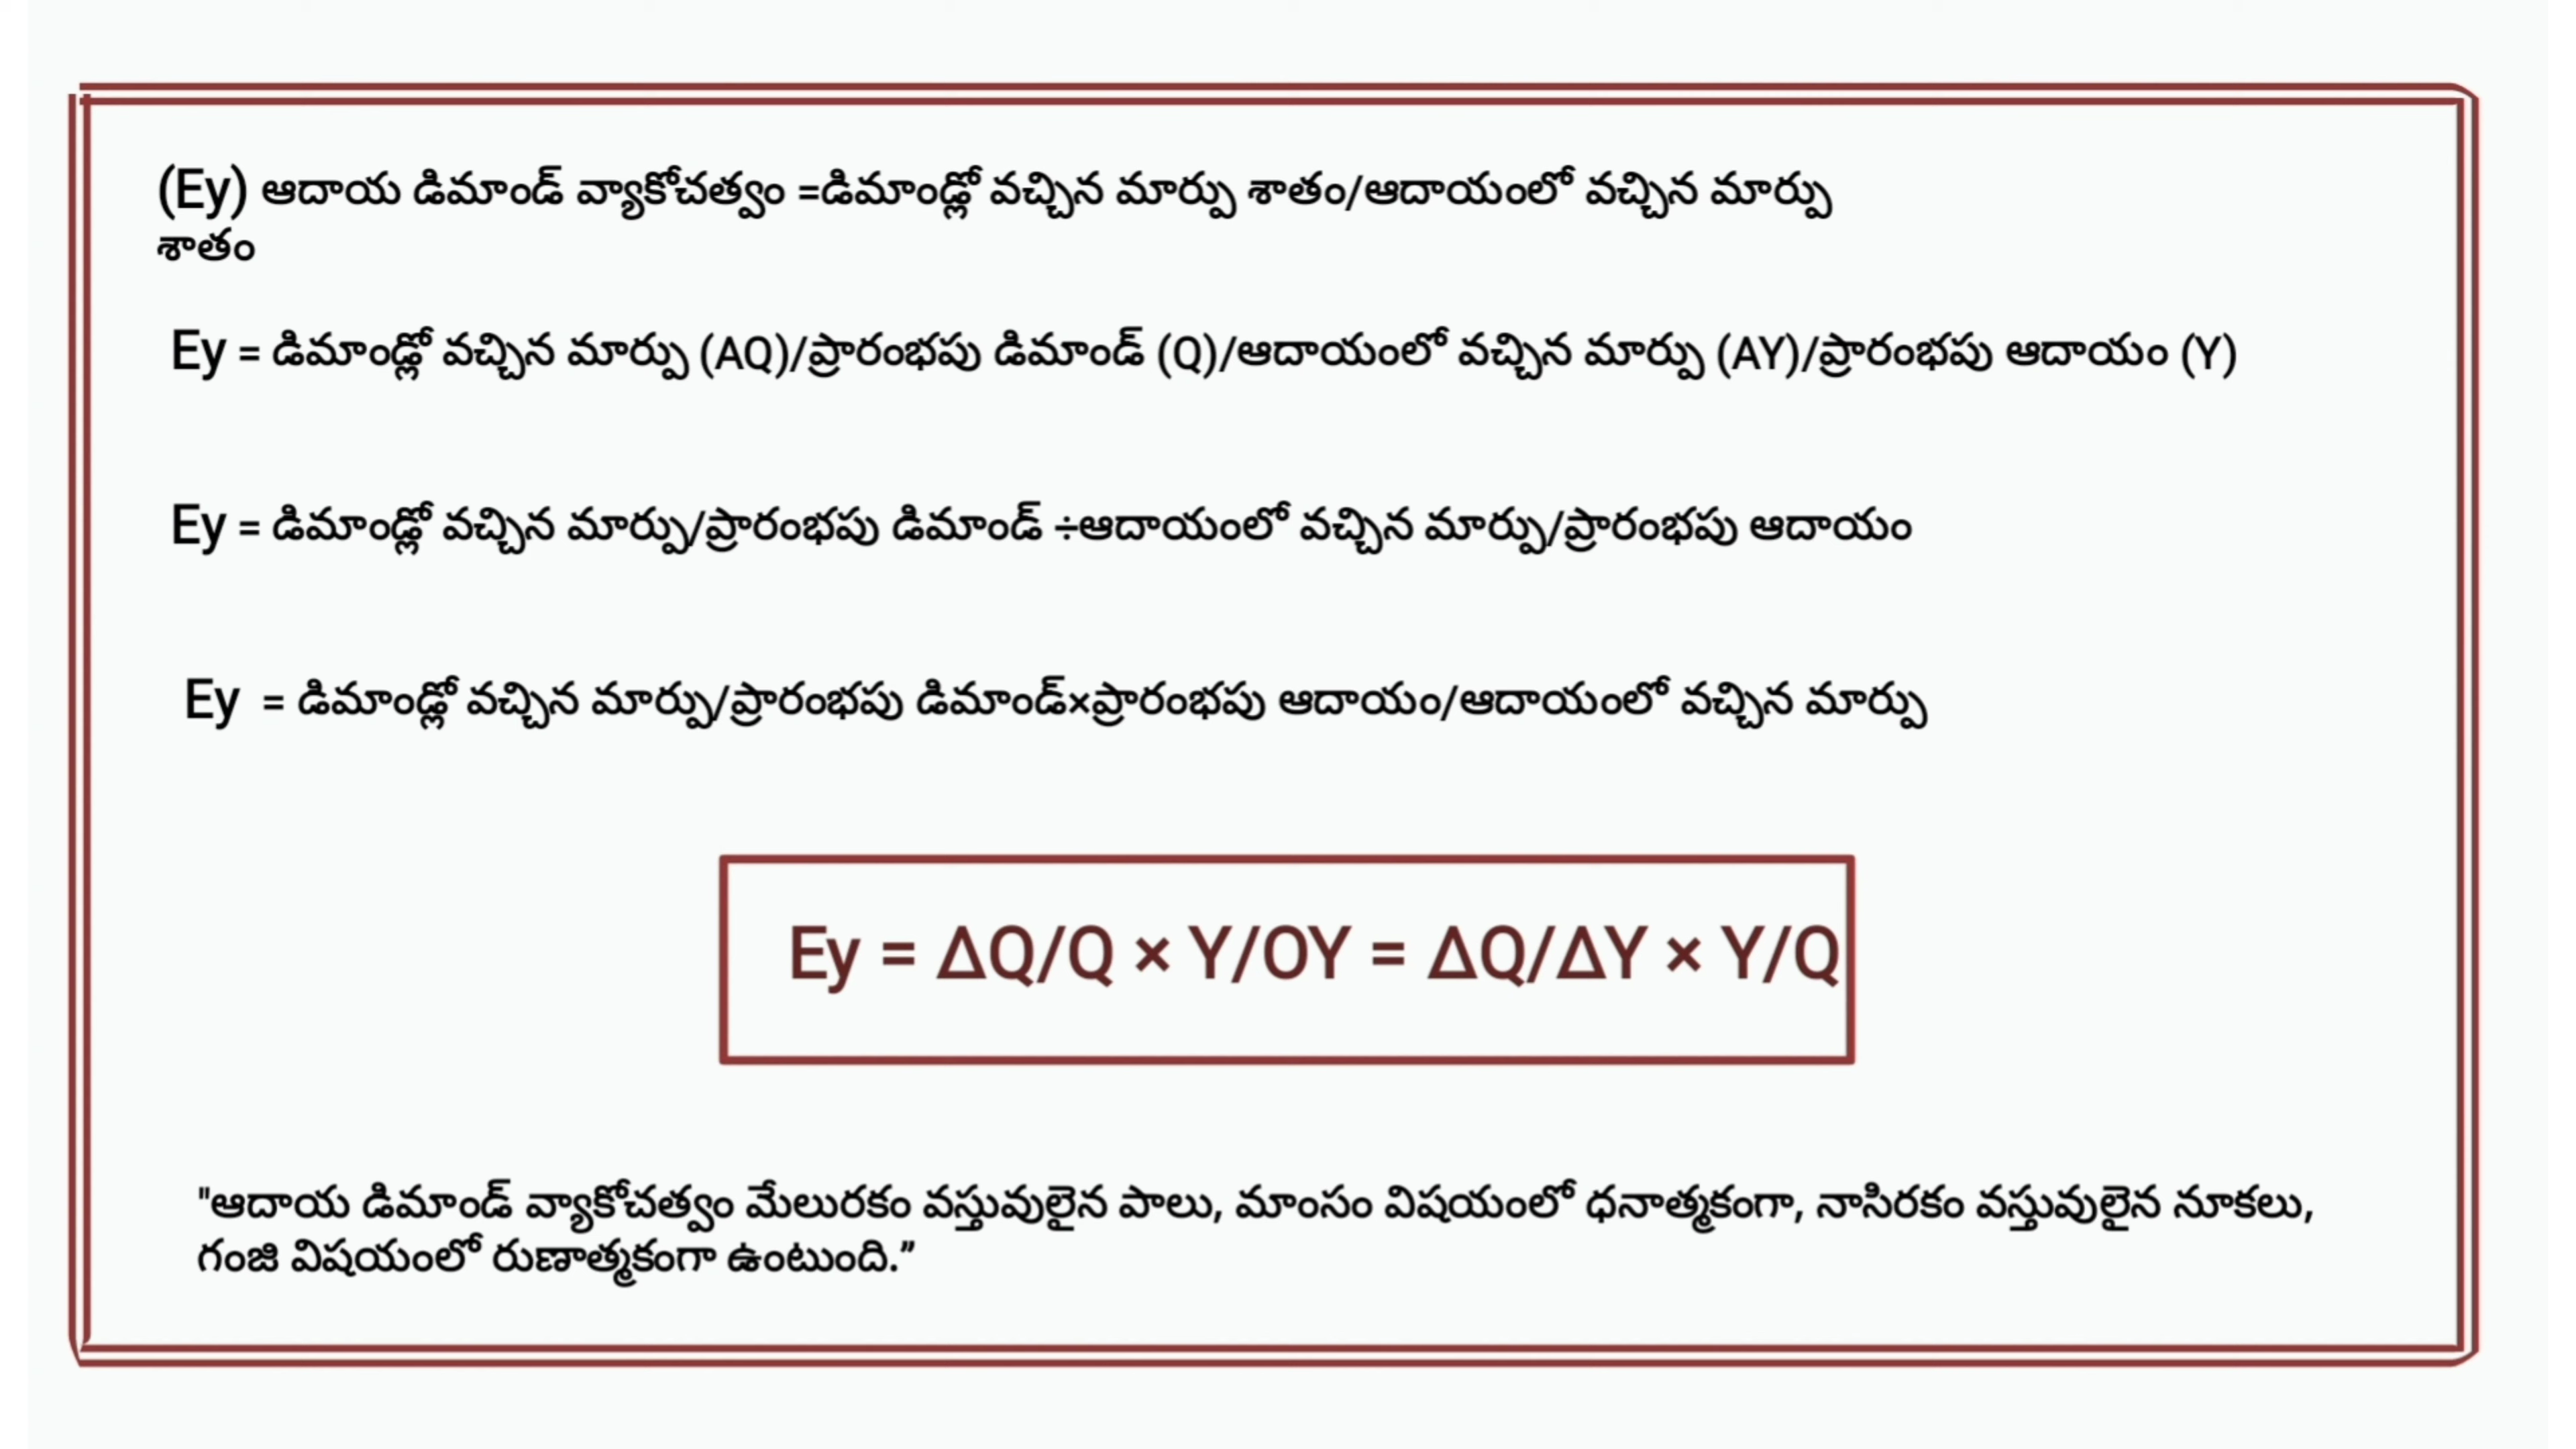 (Ey) ఆదాయ డిమాండ్ వ్యాకోచత్వం =డిమాండ్లో వచ్చిన మార్పు శాతం/ఆదాయంలో వచ్చిన మార్పు
శాతం
Ey = డిమాండ్లో వచ్చిన మార్పు (AQ)/ప్రారంభపు డిమాండ్ (Q)/ఆదాయంలో వచ్చిన మార్పు (AY)/ప్రారంభపు ఆదాయం (Y)
Ey = డిమాండ్లో వచ్చిన మార్పు/ప్రారంభపు డిమాండ్ ÷ఆదాయంలో వచ్చిన మార్పు/ప్రారంభపు ఆదాయం
Ey = డిమాండ్లో వచ్చిన మార్పు/ప్రారంభపు డిమాండ్×ప్రారంభపు ఆదాయం/ఆదాయంలో వచ్చిన మార్పు
Ey = ΔQ/Q × Y/OY = ΔQ/ΔY × Y/Q
"ఆదాయ డిమాండ్ వ్యాకోచత్వం మేలురకం వస్తువులైన పాలు, మాంసం విషయంలో ధనాత్మకంగా, నాసిరకం వస్తువులైన నూకలు,
గంజి విషయంలో రుణాత్మకంగా ఉంటుంది.”